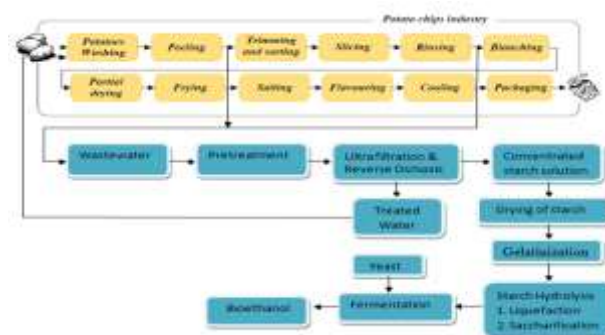 Potato chips industry
Potatoes
Washing
Peeling
Trimming
and sorting
Slicing
Rinsing
Blanching
Partial
drying
Frying
Salting
Flavouring
Cooling
Packaging
Wastewater
Pretreatment
Ultrafiltration &
Reverse Osmosis
Concentrated
starch solution
Treated
Water
Drying of starch
Gelatinization
Yeast
Starch Hydrolysis
1. Liquefaction
2. Saccharification
Fermentation
Bioethanol